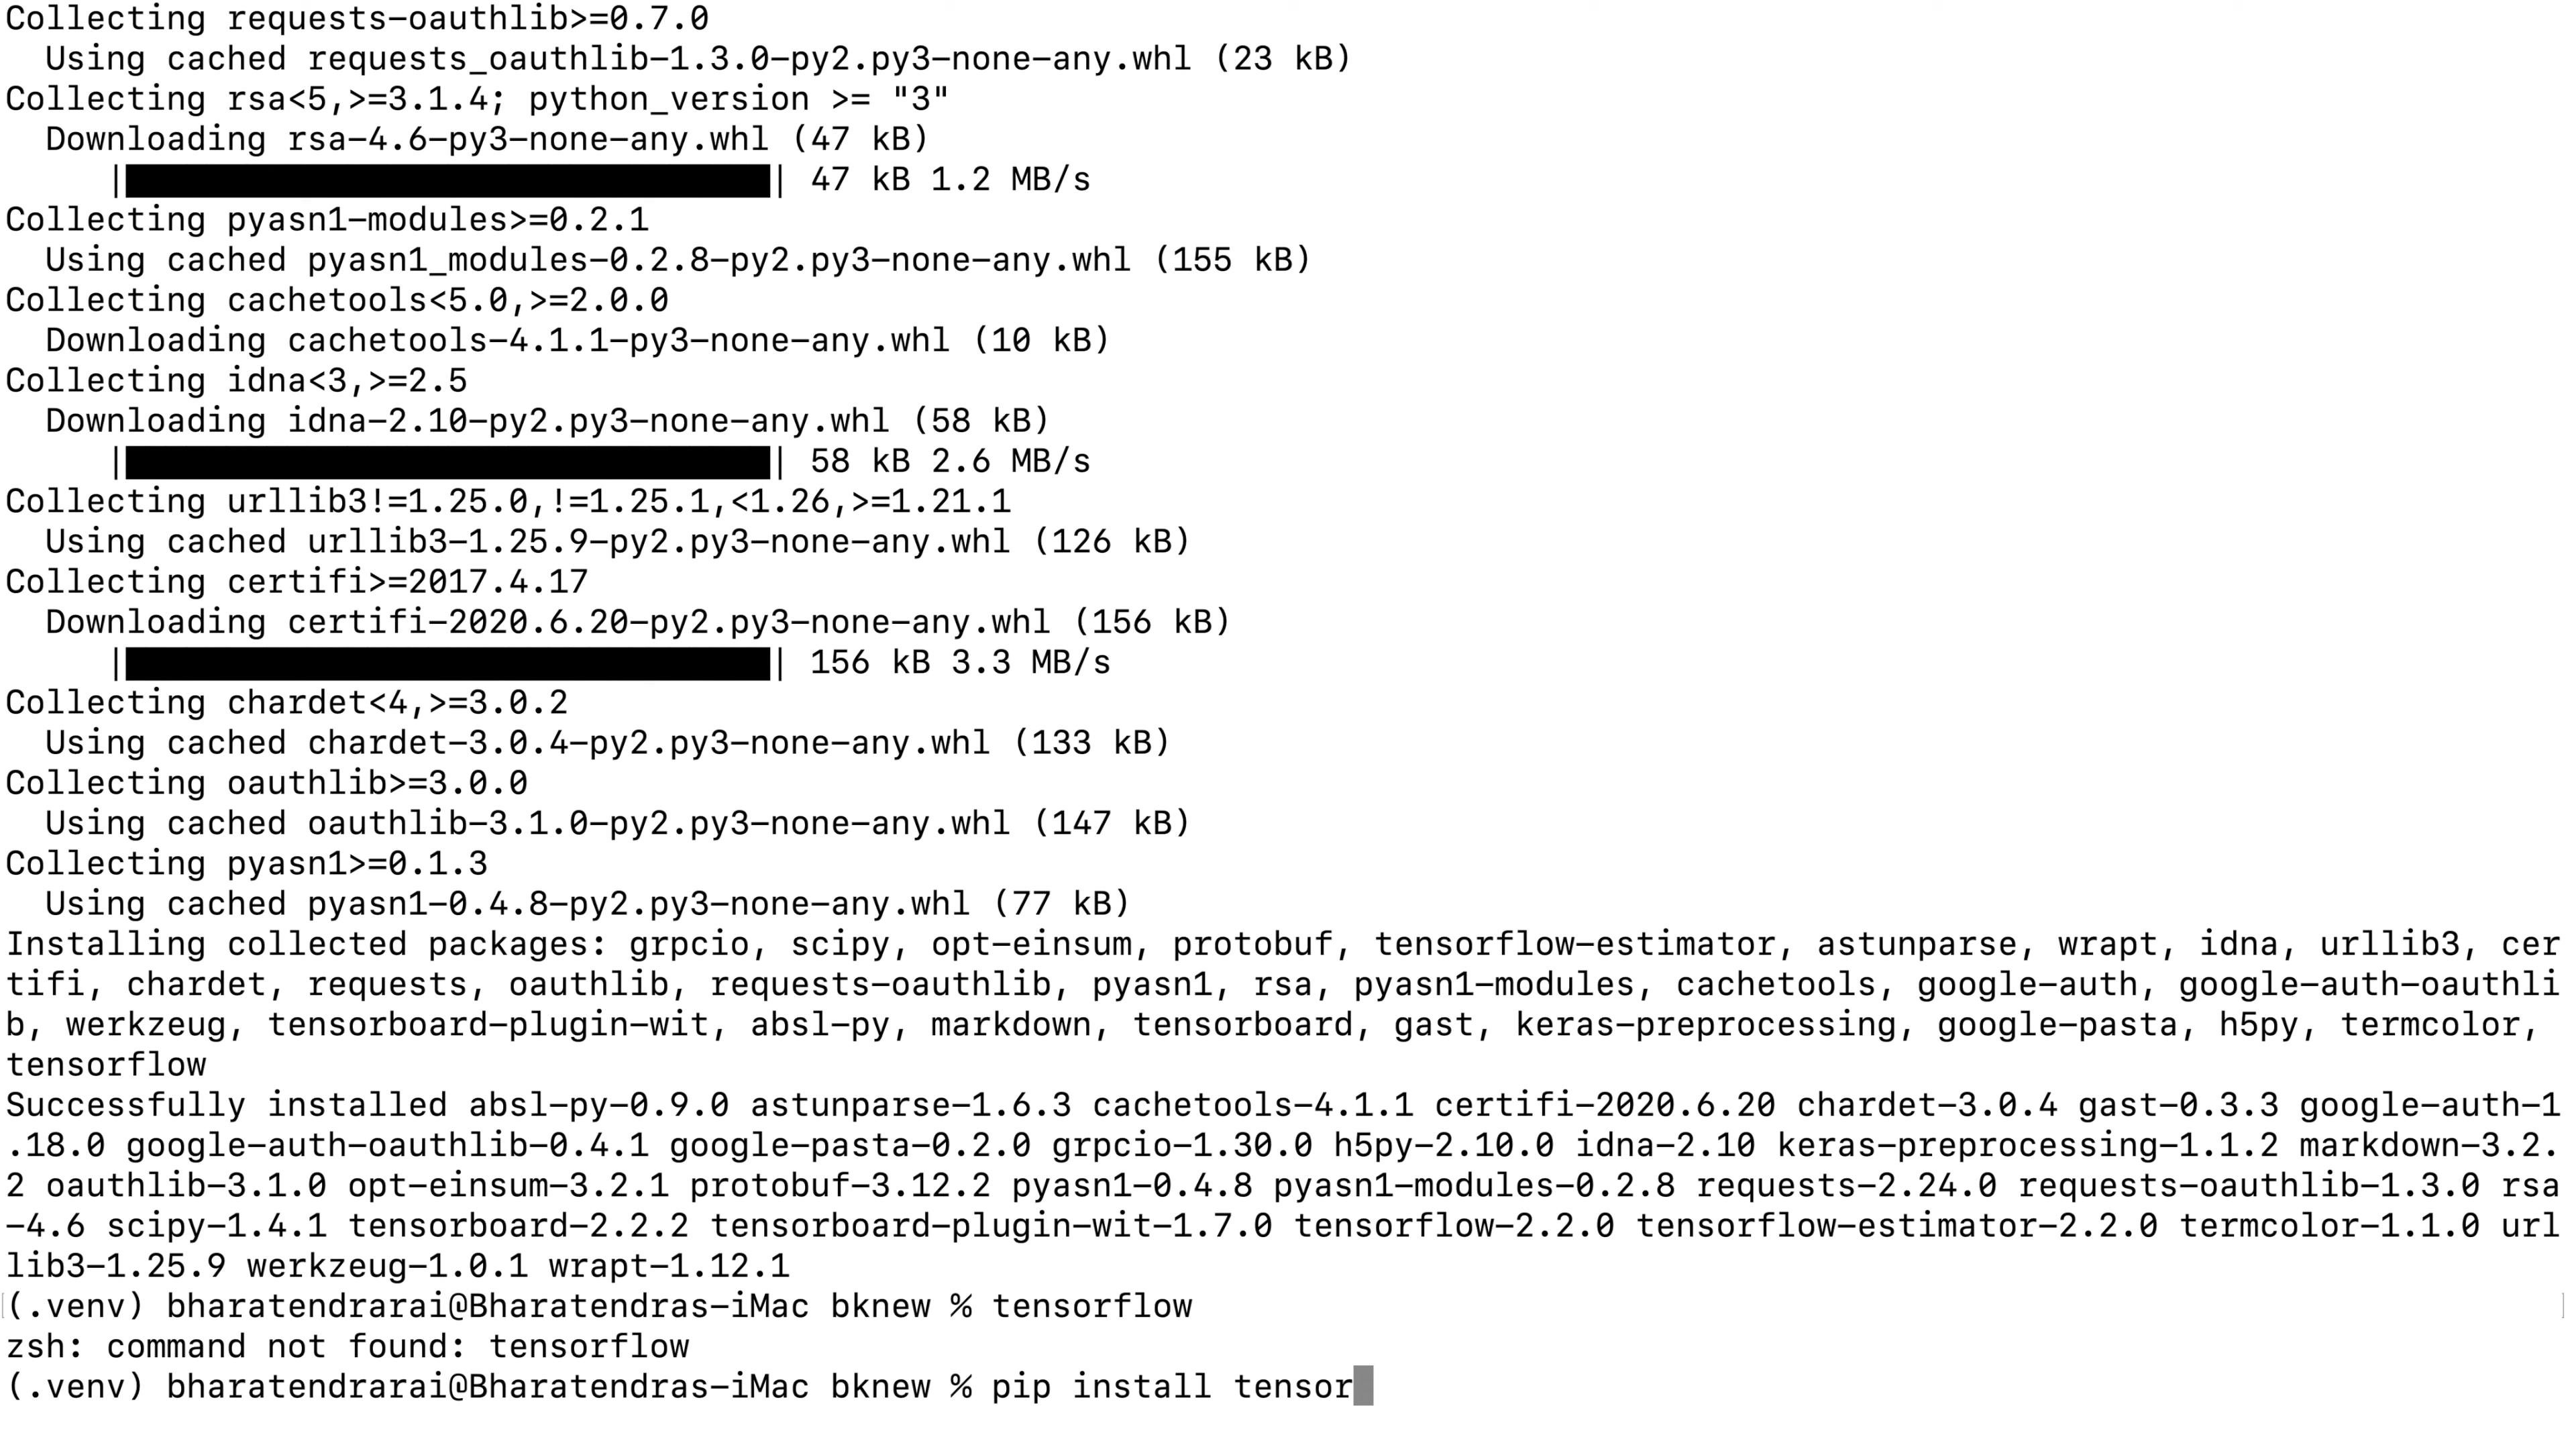 Collecting requests-oauthlib>=0.7.0
  Using cached requests_oauthlib-1.3.0-py2.py3-none-any.whl (23 kB)
Collecting rsa<5,>=3.1.4; python_version >= "3"
  Downloading rsa-4.6-py3-none-any.whl (47 kB)
     |████████████████████████████████| 47 kB 1.2 MB/s
Collecting pyasn1-modules>=0.2.1
  Using cached pyasn1_modules-0.2.8-py2.py3-none-any.whl (155 kB)
Collecting cachetools<5.0,>=2.0.0
  Downloading cachetools-4.1.1-py3-none-any.whl (10 kB)
Collecting idna<3,>=2.5
  Downloading idna-2.10-py2.py3-none-any.whl (58 kB)
     |████████████████████████████████| 58 kB 2.6 MB/s
Collecting urllib3!=1.25.0,!=1.25.1,<1.26,>=1.21.1
  Using cached urllib3-1.25.9-py2.py3-none-any.whl (126 kB)
Collecting certifi>=2017.4.17
  Downloading certifi-2020.6.20-py2.py3-none-any.whl (156 kB)
     |████████████████████████████████| 156 kB 3.3 MB/s
Collecting chardet<4,>=3.0.2
  Using cached chardet-3.0.4-py2.py3-none-any.whl (133 kB)
Collecting oauthlib>=3.0.0
  Using cached oauthlib-3.1.0-py2.py3-none-any.whl (147 kB)
Collecting pyasn1>=0.1.3
  Using cached pyasn1-0.4.8-py2.py3-none-any.whl (77 kB)
Installing collected packages: grpcio, scipy, opt-einsum, protobuf, tensorflow-estimator, astunparse, wrapt, idna, urllib3, cer
tifi, chardet, requests, oauthlib, requests-oauthlib, pyasn1, rsa, pyasn1-modules, cachetools, google-auth, google-auth-oauthli
b, werkzeug, tensorboard-plugin-wit, absl-py, markdown, tensorboard, gast, keras-preprocessing, google-pasta, h5py, termcolor,
tensorflow
Successfully installed absl-py-0.9.0 astunparse-1.6.3 cachetools-4.1.1 certifi-2020.6.20 chardet-3.0.4 gast-0.3.3 google-auth-1
.18.0 google-auth-oauthlib-0.4.1 google-pasta-0.2.0 grpcio-1.30.0 h5py-2.10.0 idna-2.10 keras-preprocessing-1.1.2 markdown-3.2.
2 oauthlib-3.1.0 opt-einsum-3.2.1 protobuf-3.12.2 pyasn1-0.4.8 pyasn1-modules-0.2.8 requests-2.24.0 requests-oauthlib-1.3.0 rsa
-4.6 scipy-1.4.1 tensorboard-2.2.2 tensorboard-plugin-wit-1.7.0 tensorflow-2.2.0 tensorflow-estimator-2.2.0 termcolor-1.1.0 url
lib3-1.25.9 werkzeug-1.0.1 wrapt-1.12.1
(.venv) bharatendrarai@Bharatendras-iMac bknew % tensorflow
zsh: command not found: tensorflow
(.venv) bharatendrarai@Bharatendras-iMac bknew % pip install tensor